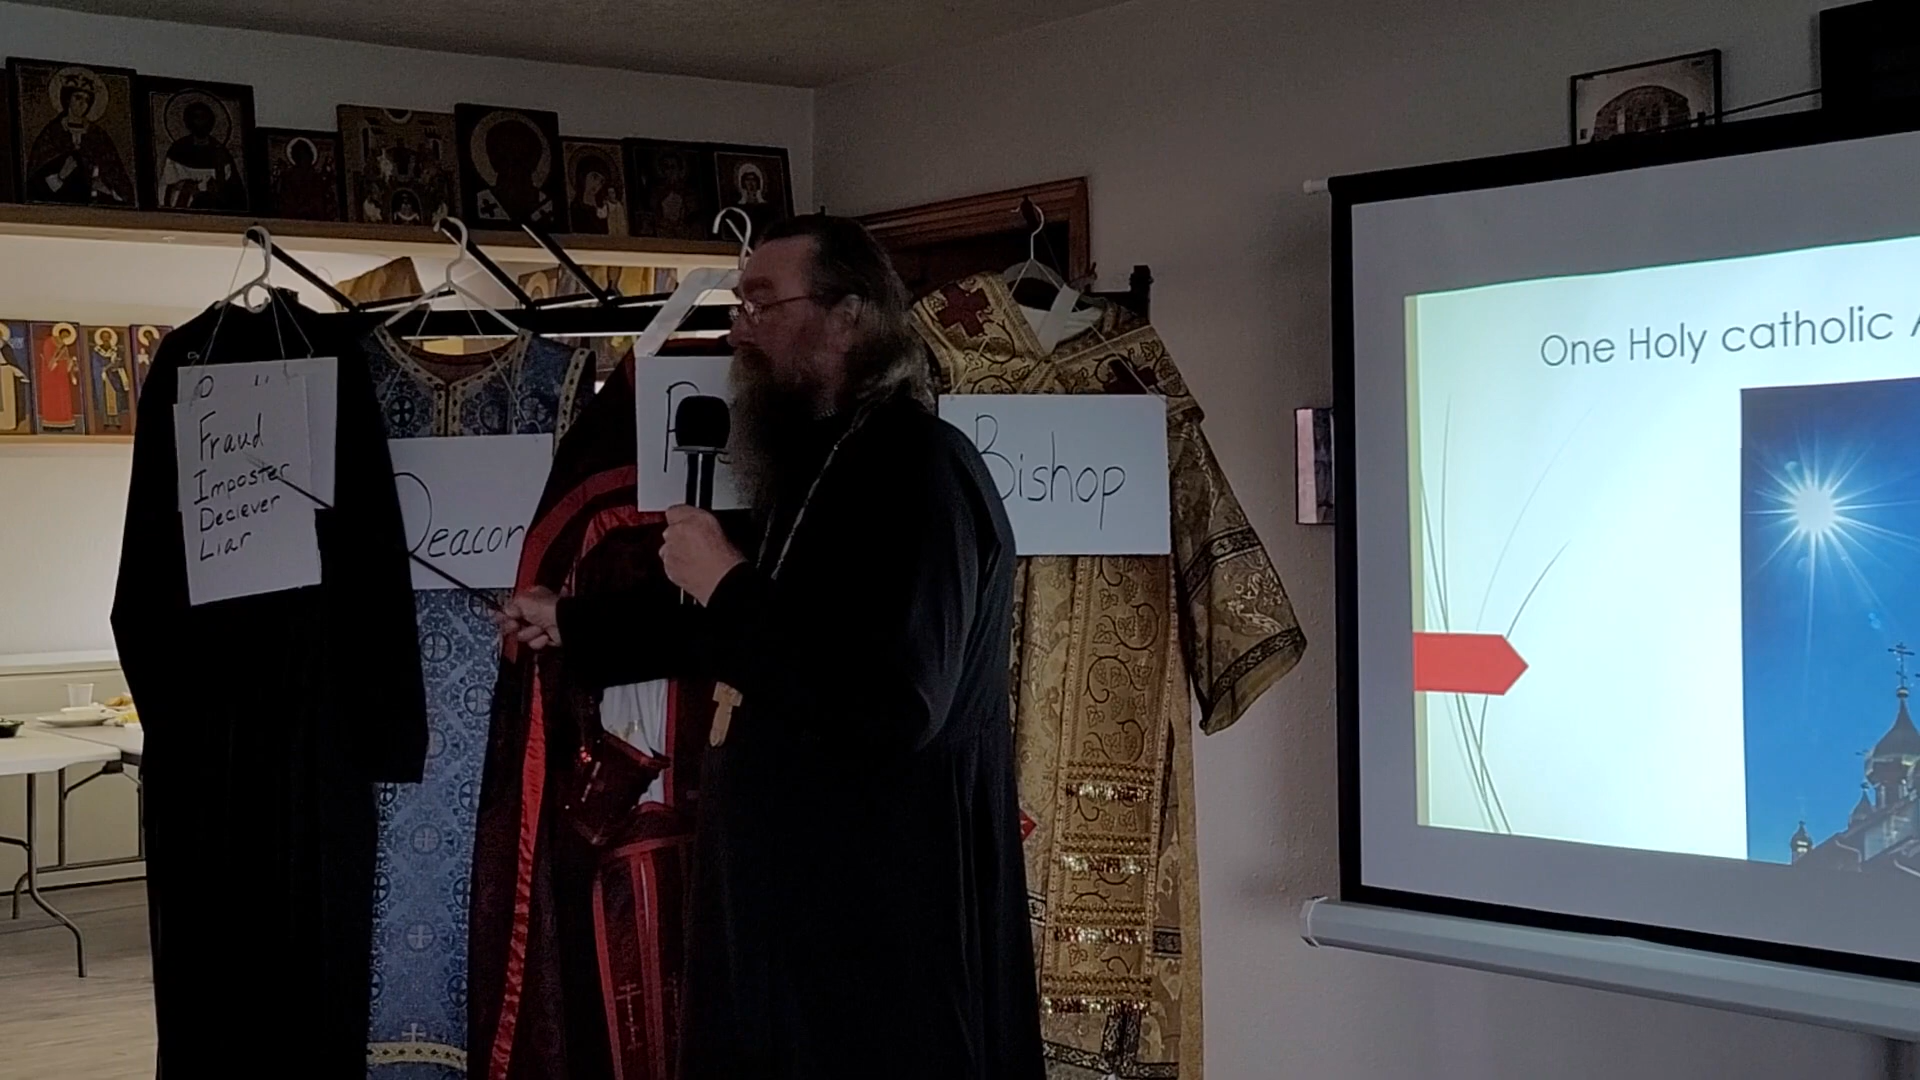 Fraud
Imposter
Deciever
Liar
Deacon
Bishop
One Holy catholic